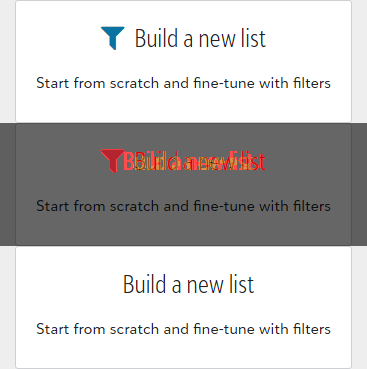 Build a new list
Start from scratch and fine-tune with filters
Build a new list
Start from scratch and fine-tune with filters
Build a new list
Start from scratch and fine-tune with filters